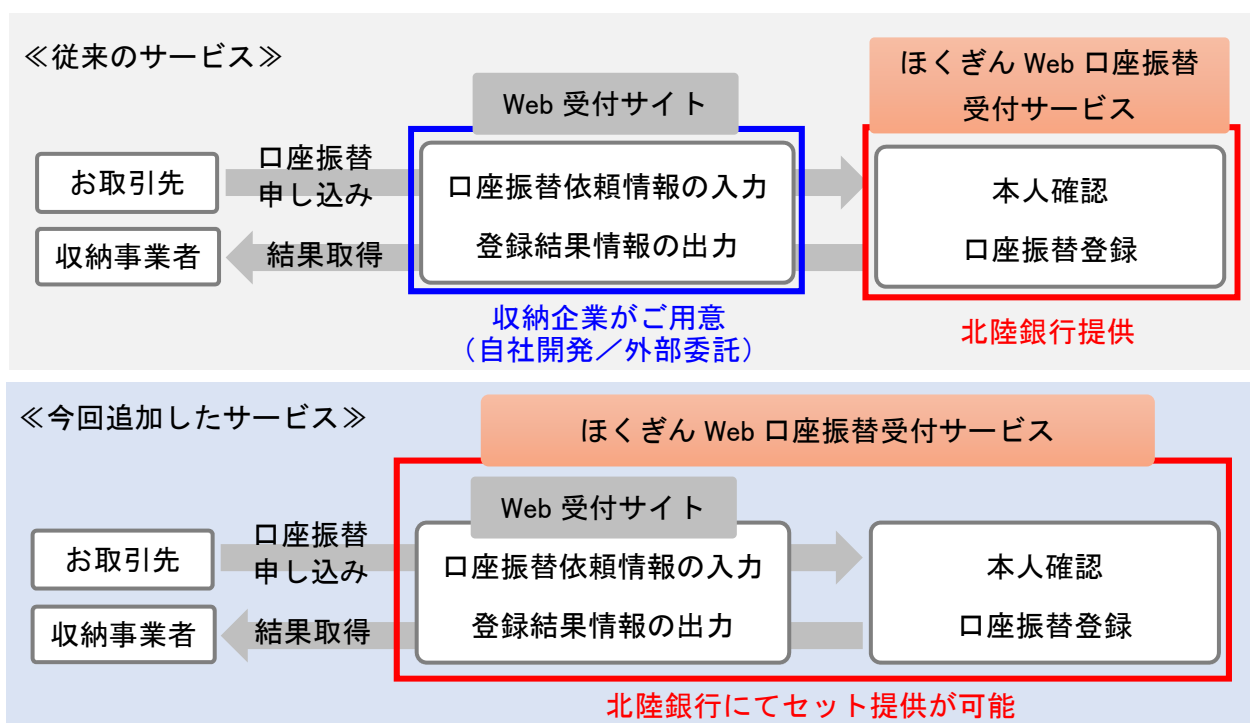 ≪従来のサービス≫
ほくぎん Web 口座振替
受付サービス
Web 受付サイト
お取引先
口座振替
申し込み
口座振替依頼情報の入力
本人確認
収納事業者
結果取得
登録結果情報の出力
口座振替登録
収納企業がご用意
（自社開発／外部委託）
北陸銀行提供
≪今回追加したサービス≫
ほくぎん Web 口座振替受付サービス
Web 受付サイト
お取引先
口座振替
申し込み
口座振替依頼情報の入力
本人確認
収納事業者
結果取得
登録結果情報の出力
口座振替登録
北陸銀行にてセット提供が可能